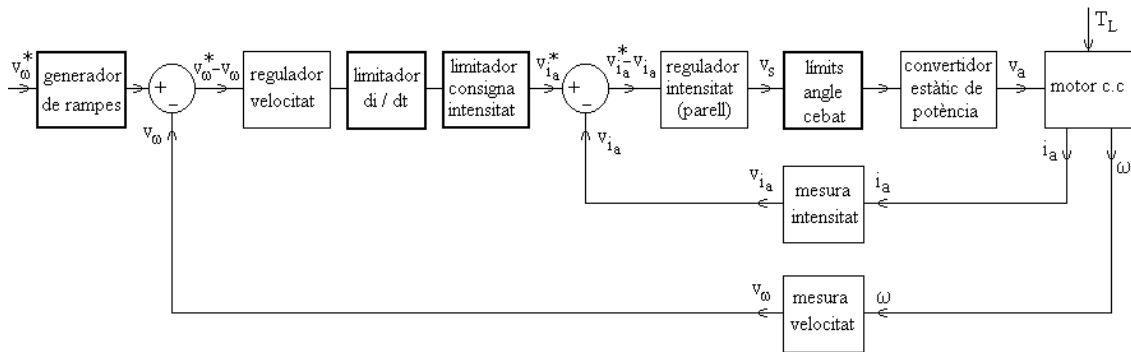 v_ω*
generador
de rampes
+
-
v_ω*-v_ω
regulador
velocitat
limitador
di / dt
limitador
consigna
intensitat
v_ia*
+
-
v_ia*-v_ia
regulador
intensitat
(parell)
v_s
límits
angle
cebat
convertidor
estàtic de
potència
v_a
T_L
motor c.c
i_a
ω
v_ω
v_ia
v_ia
mesura
intensitat
i_a
v_ω
mesura
velocitat
ω